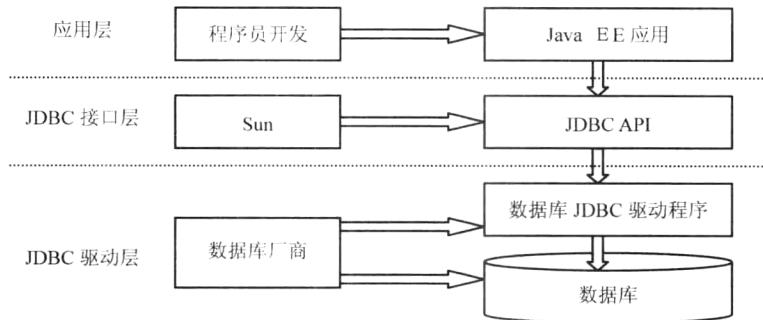 应用层
程序员开发
Java EE 应用
JDBC 接口层
Sun
JDBC API
数据库 JDBC 驱动程序
JDBC 驱动层
数据库厂商
数据库